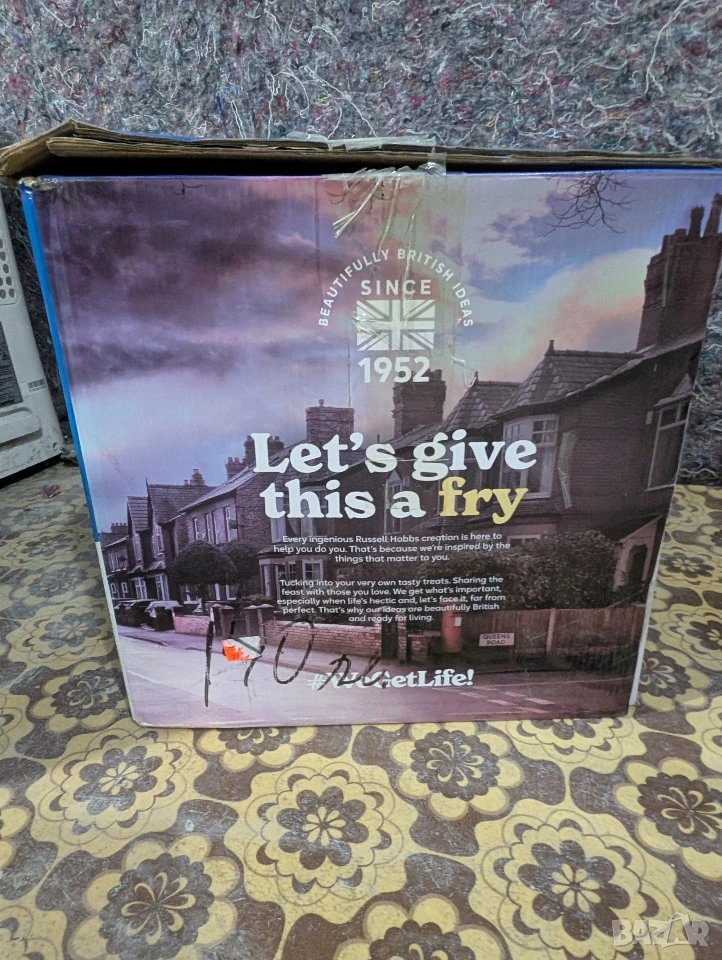 BEAUTIFULLY BRITISH IDEAS
SINCE
1952
Let's give
this a fry
Every ingenious Russell Hobbs creation is here to
help you do you. That's because we're inspired by the
things that matter to you.
Tucking into your very own tasty treats. Sharing the
feast with those you love. We get what's important,
especially when life's hectic and, let's face it, far from
perfect. That's why our ideas are beautifully British
and ready for living.
QUEENS
ROAD
#WeGetLife!
BAZAR